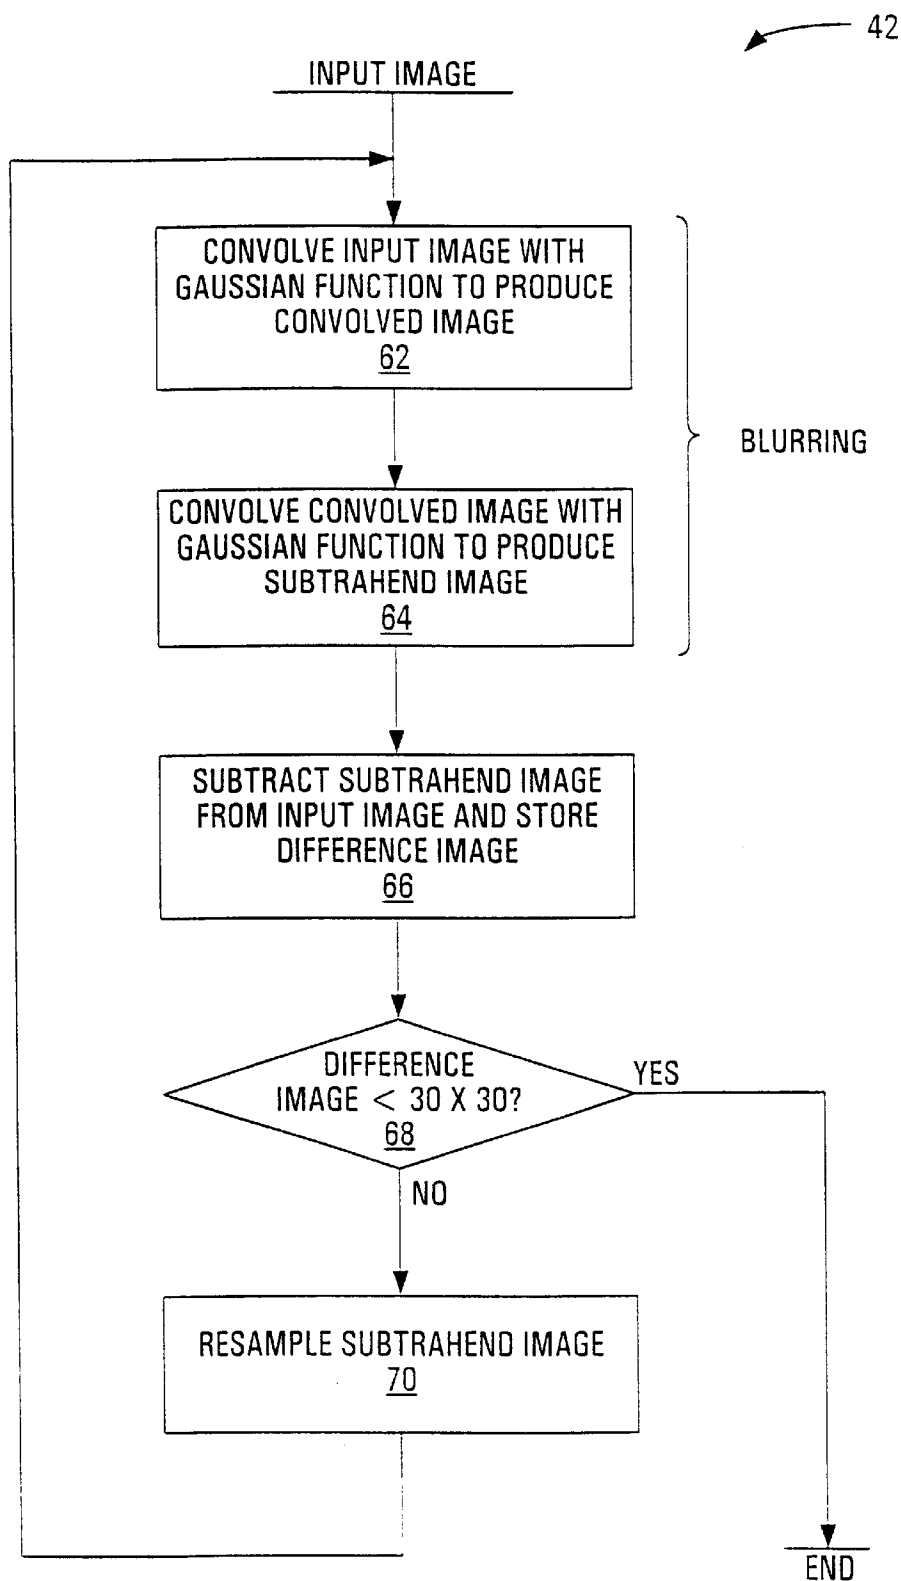 42
INPUT IMAGE
CONVOLVE INPUT IMAGE WITH
GAUSSIAN FUNCTION TO PRODUCE
CONVOLVED IMAGE
62
BLURRING
CONVOLVE CONVOLVED IMAGE WITH
GAUSSIAN FUNCTION TO PRODUCE
SUBTRAHEND IMAGE
64
SUBTRACT SUBTRAHEND IMAGE
FROM INPUT IMAGE AND STORE
DIFFERENCE IMAGE
66
DIFFERENCE
IMAGE < 30 X 30?
68
YES
NO
RESAMPLE SUBTRAHEND IMAGE
70
END